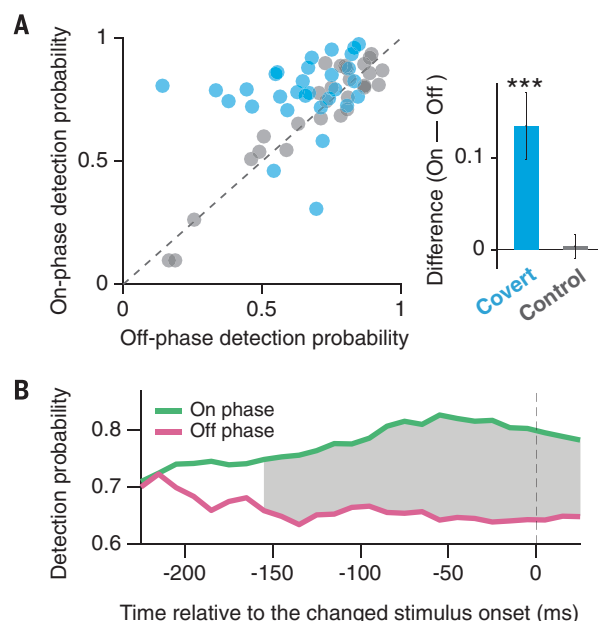 A
On-phase detection probability
1
0.5
0
0
0.5
1
Off-phase detection probability
Difference (On — Off)
***
0.1
0
Covert
Control
B
Detection probability
On phase
Off phase
0.8
0.7
0.6
-200
-150
-100
-50
0
Time relative to the changed stimulus onset (ms)